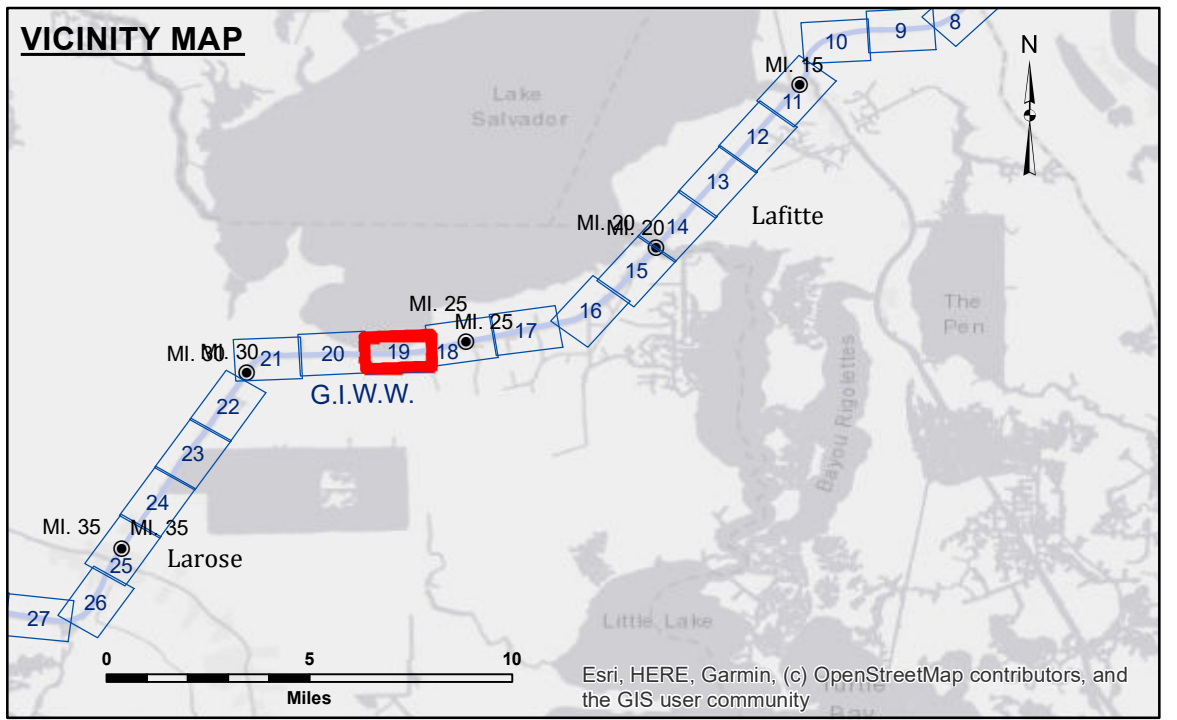 VICINITY MAP
8
9
10
N
MI. 15
11
Lake
Salvador
12
13
Lafitte
MI. 20
MI. 20
14
15
The
Pen
MI. 25
MI. 25
16
17
18
19
20
21
MI. 30
MI. 30
G.I.W.W.
22
Bayou Rigolettes
23
24
MI. 35
MI. 35
Larose
25
26
27
Little Lake
0
5
10
Miles
Esri, HERE, Garmin, (c) OpenStreetMap contributors, and
the GIS user community
Turtle
Bay